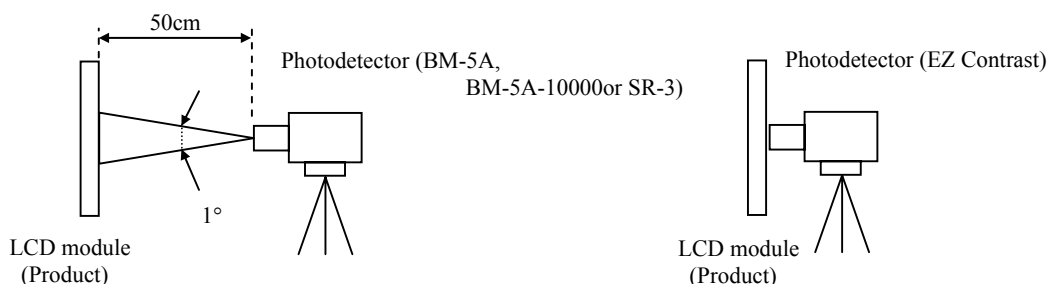 50cm
Photodetector (BM-5A,
BM-5A-10000or SR-3)
1°
LCD module
(Product)
Photodetector (EZ Contrast)
LCD module
(Product)